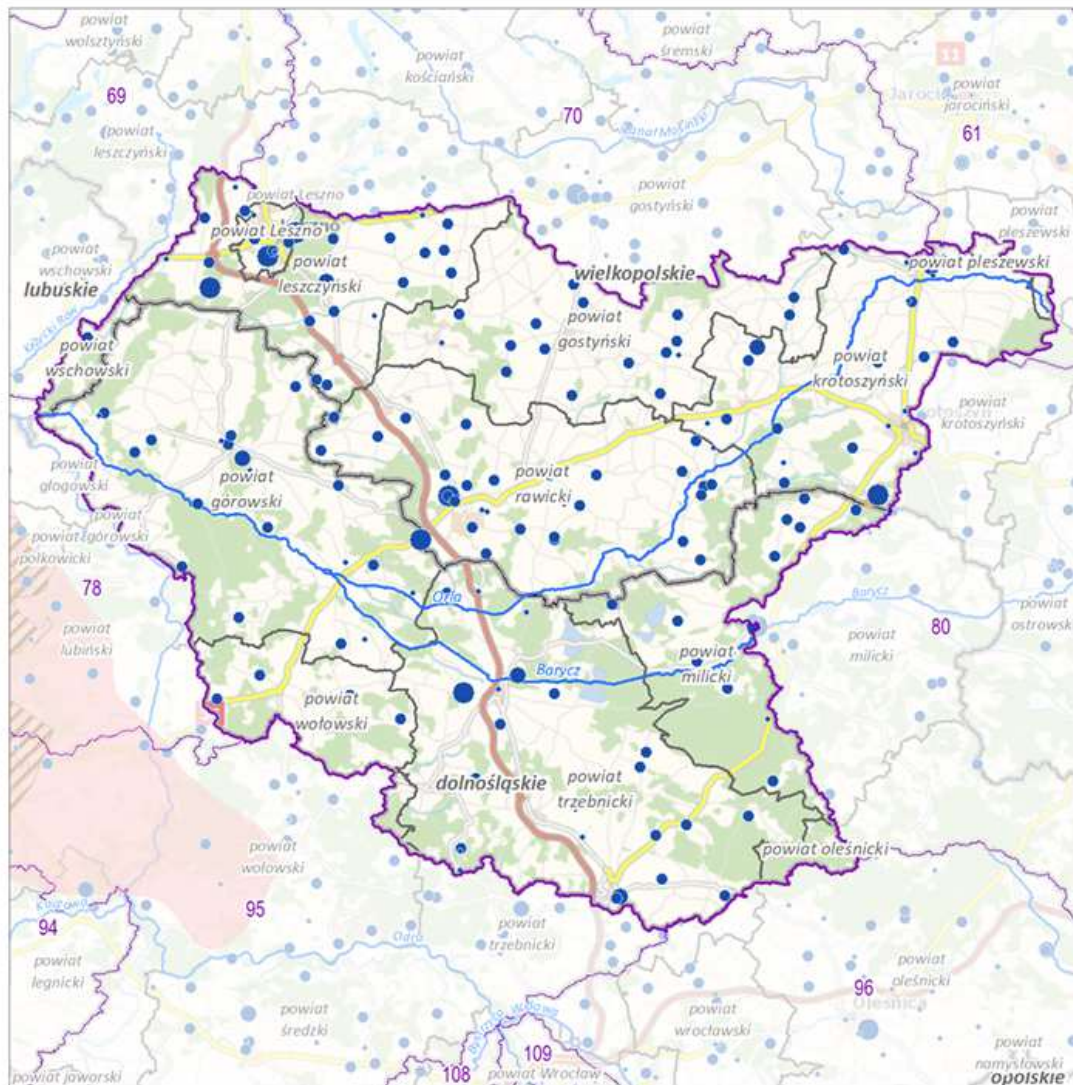 powiat
wolsztyński
69
powiat
leszczyński
powiat
kościański
70
powiat
śremski
11
powiat
jarociński
61
Kanał Mosiński
powiat
gostyński
powiat
pleszewski
powiat Leszno
powiat Leszno
powiat
leszczyński
powiat
wschowski
lubuskie
wielkopolskie
powiat pleszewski
powiat
gostyński
powiat
wschowski
powiat
krotoszyński
powiat
krotoszyński
powiat
głogowski
powiat
górowski
powiat
rawicki
powiat
polkowicki
powiat górowski
78
powiat
lubiński
Orla
Barycz
Barycz
80
powiat
ostrowski
powiat
milicki
powiat
milicki
powiat
wołowski
dolnośląskie
powiat
trzebnicki
powiat
wołowski
powiat oleśnicki
94
95
powiat
legnicki
Odra
powiat
trzebnicki
powiat
oleśnicki
96
Oleśnica
powiat
średzki
powiat
wrocławski
109
108
powiat Wrocław
powiat jaworski
powiat
namysłowski
opolskie